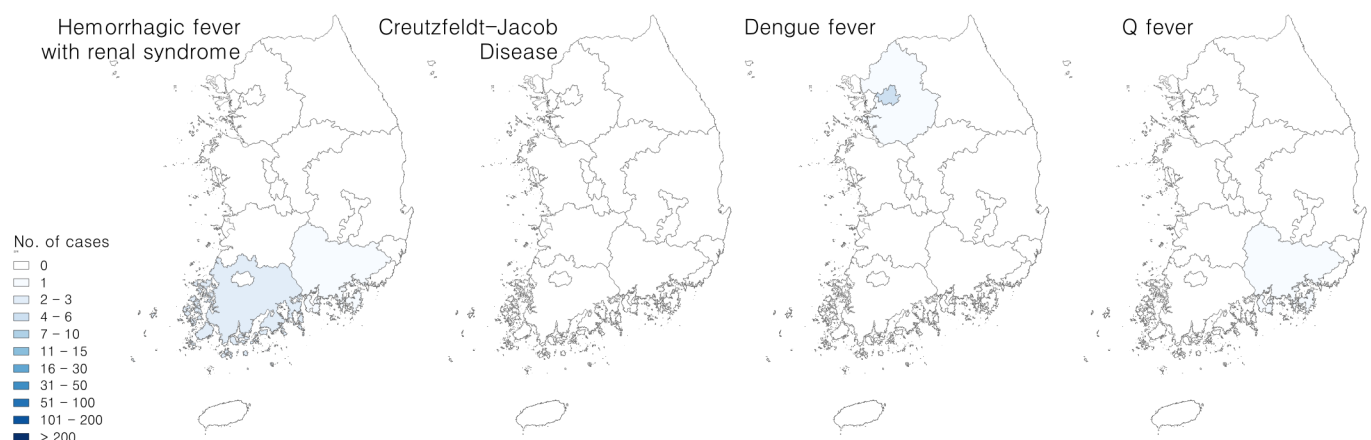 Hemorrhagic fever
with renal syndrome
Creutzfeldt-Jacob
Disease
Dengue fever
Q fever
No. of cases
0
1
2 - 3
4 - 6
7 - 10
11 - 15
16 - 30
31 - 50
51 - 100
101 - 200
> 200